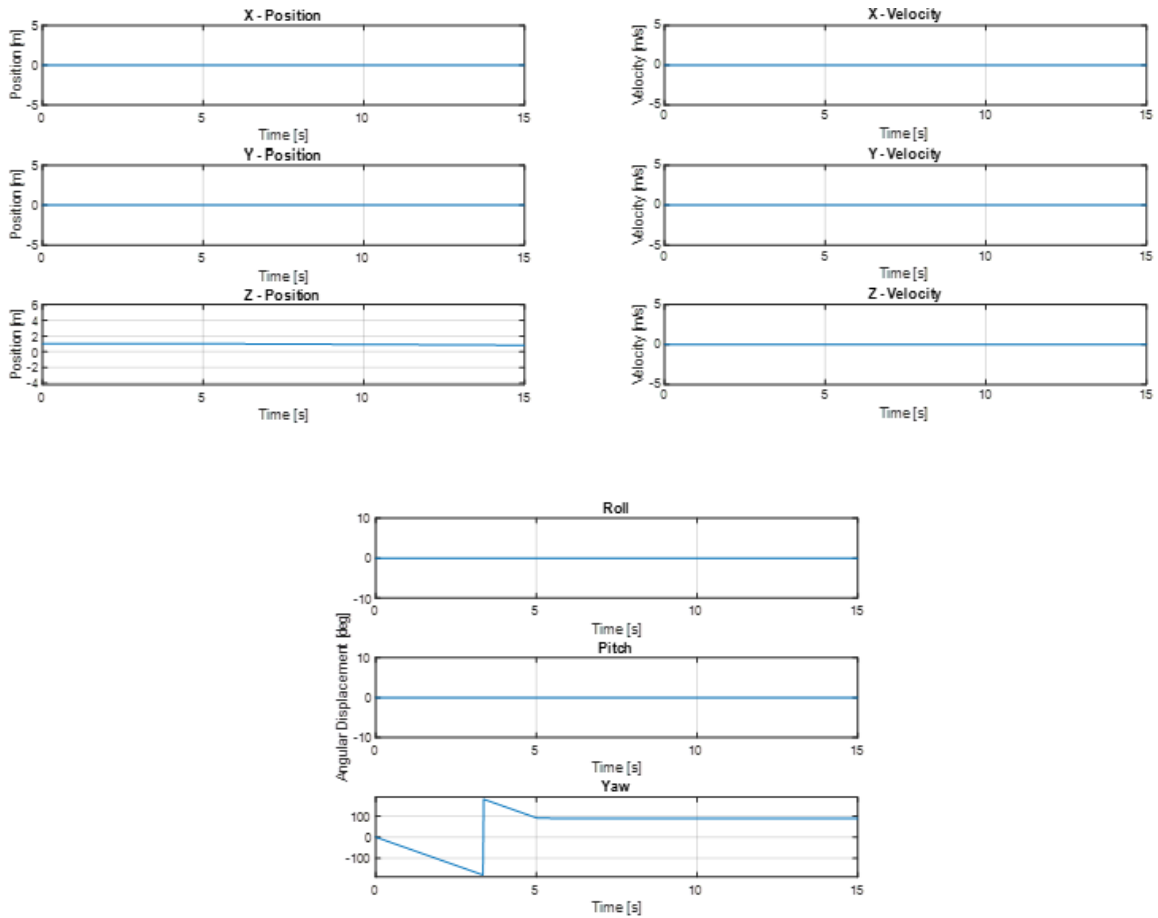 X - Position
Position [m]
5
0
-5
0 5 10 15
Time [s]
Y - Position
Position [m]
5
0
-5
0 5 10 15
Time [s]
Z - Position
Position [m]
6
4
2
0
-2
-4
0 5 10 15
Time [s]
X - Velocity
Velocity [m/s]
5
0
-5
0 5 10 15
Time [s]
Y - Velocity
Velocity [m/s]
5
0
-5
0 5 10 15
Time [s]
Z - Velocity
Velocity [m/s]
5
0
-5
0 5 10 15
Time [s]
Angular Displacement [deg]
Roll
10
0
-10
0 5 10 15
Time [s]
Pitch
10
0
-10
0 5 10 15
Time [s]
Yaw
100
0
-100
0 5 10 15
Time [s]